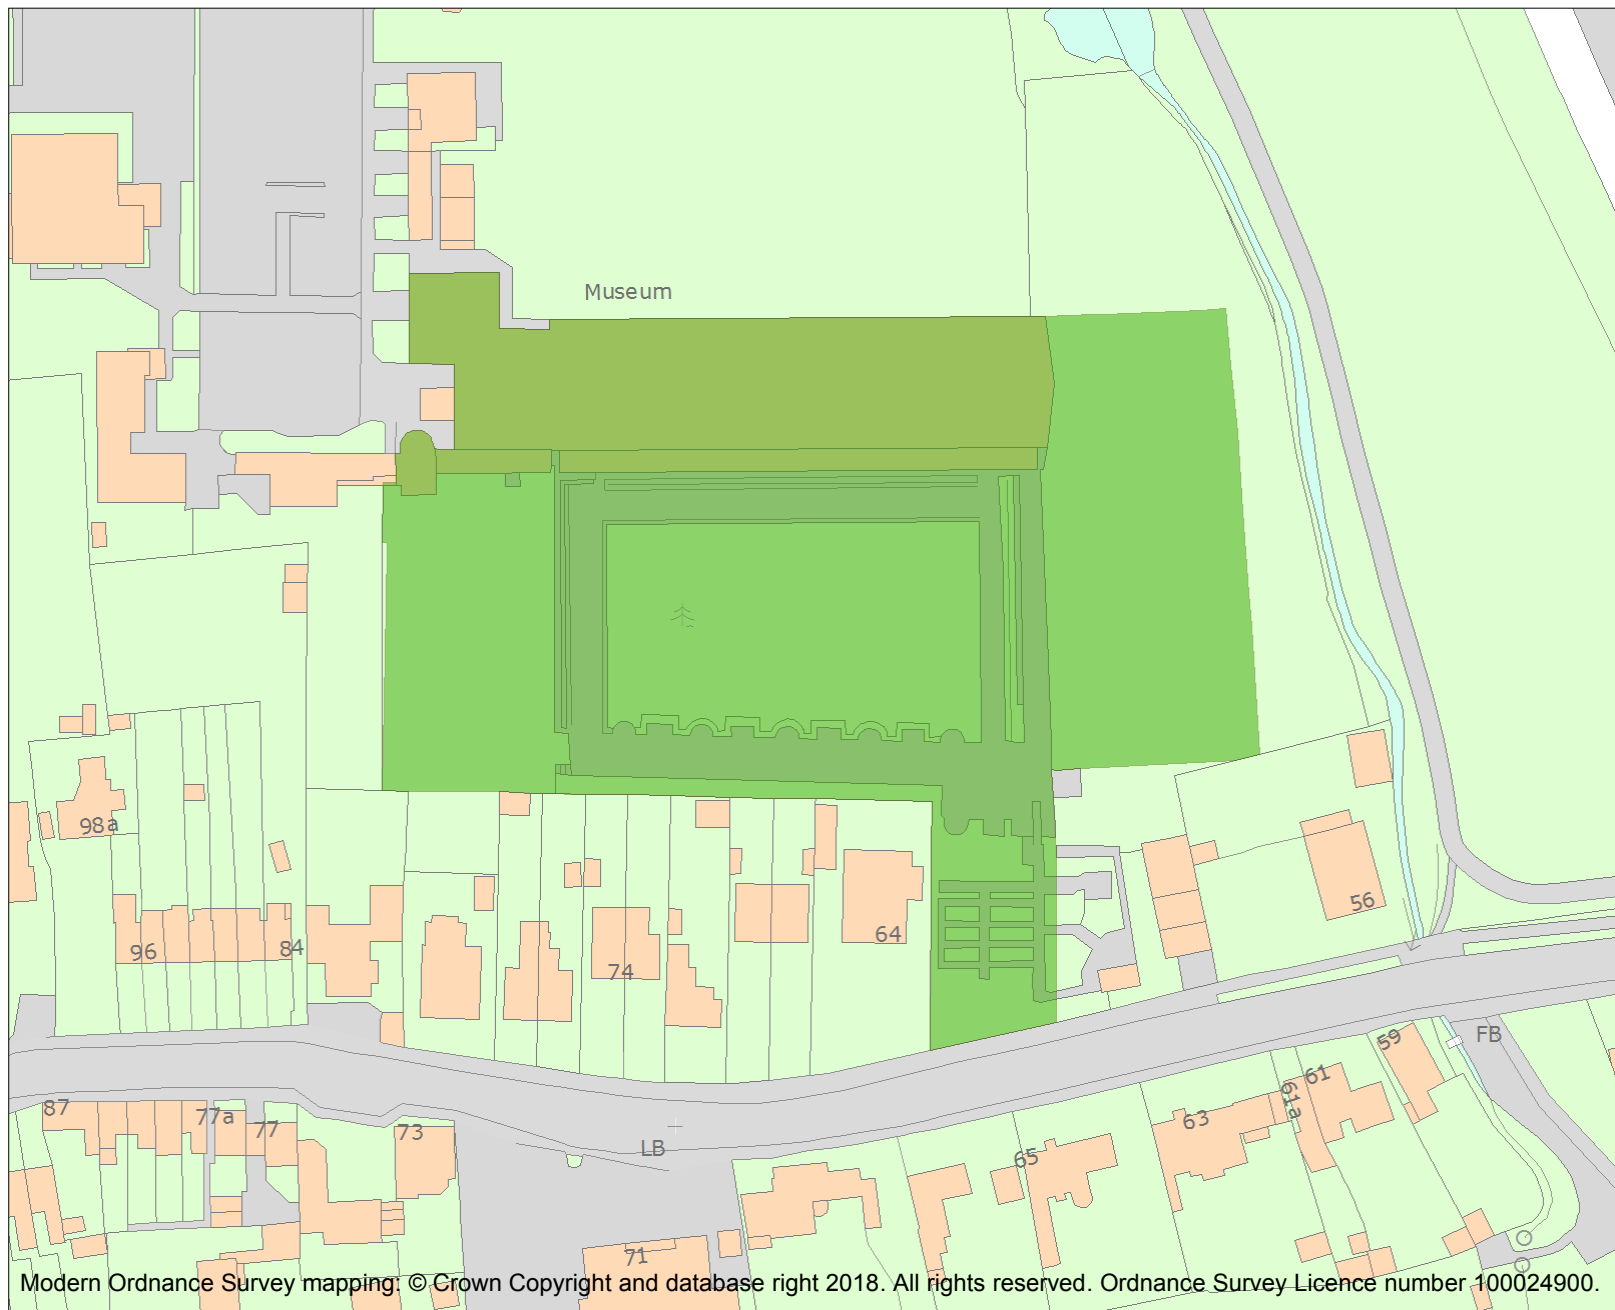 Museum
98a
96
84
74
64
56
FB
59
61
61a
63
65
87
77a
77
73
LB
71
Modern Ordnance Survey mapping: © Crown Copyright and database right 2018. All rights reserved. Ordnance Survey Licence number 100024900.